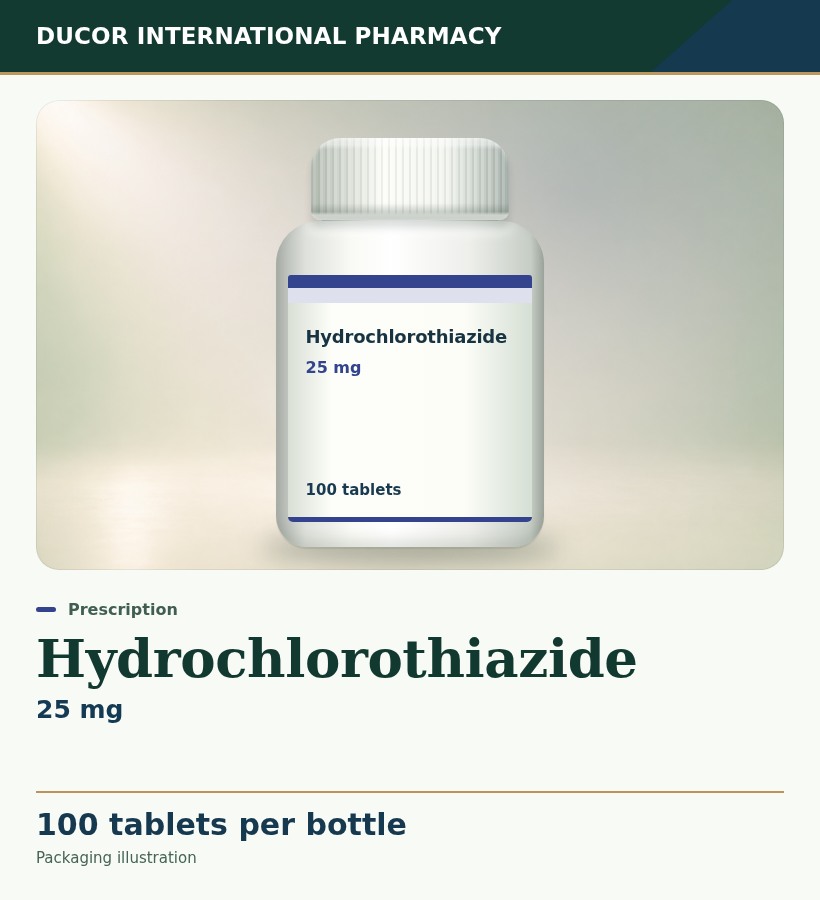 DUCOR INTERNATIONAL PHARMACY
Hydrochlorothiazide
25 mg
100 tablets
Prescription
Hydrochlorothiazide
25 mg
100 tablets per bottle
Packaging illustration